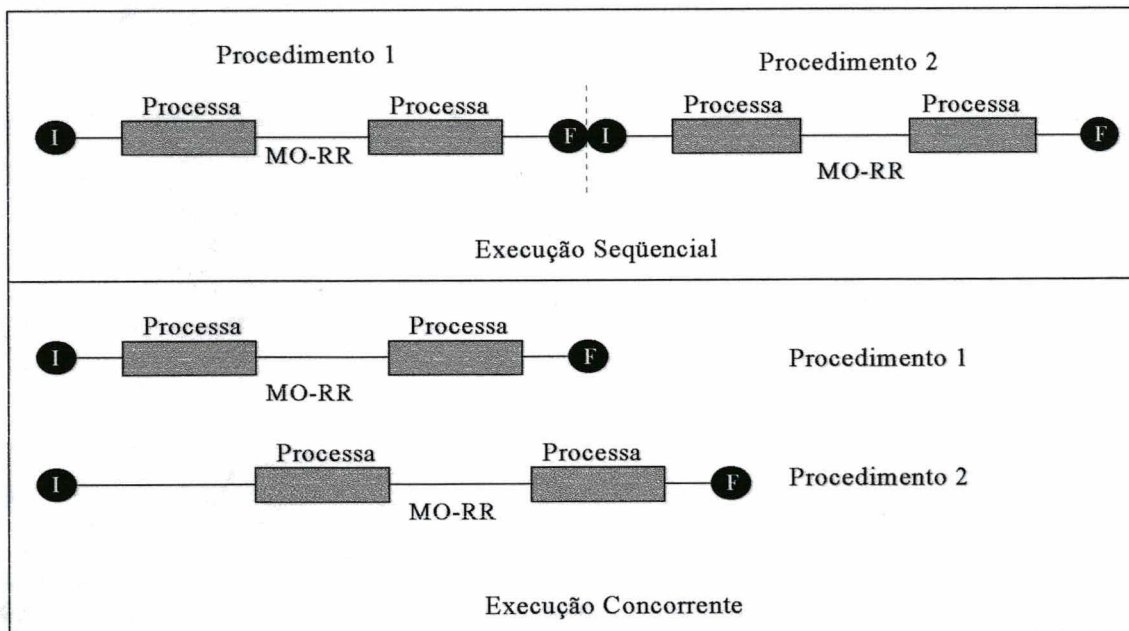 Procedimento 1
Procedimento 2
Processa
Processa
Processa
Processa
I
F
I
F
MO-RR
MO-RR
Execução Seqüencial
Processa
Processa
I
F
Procedimento 1
MO-RR
Processa
Processa
I
F
Procedimento 2
MO-RR
Execução Concorrente